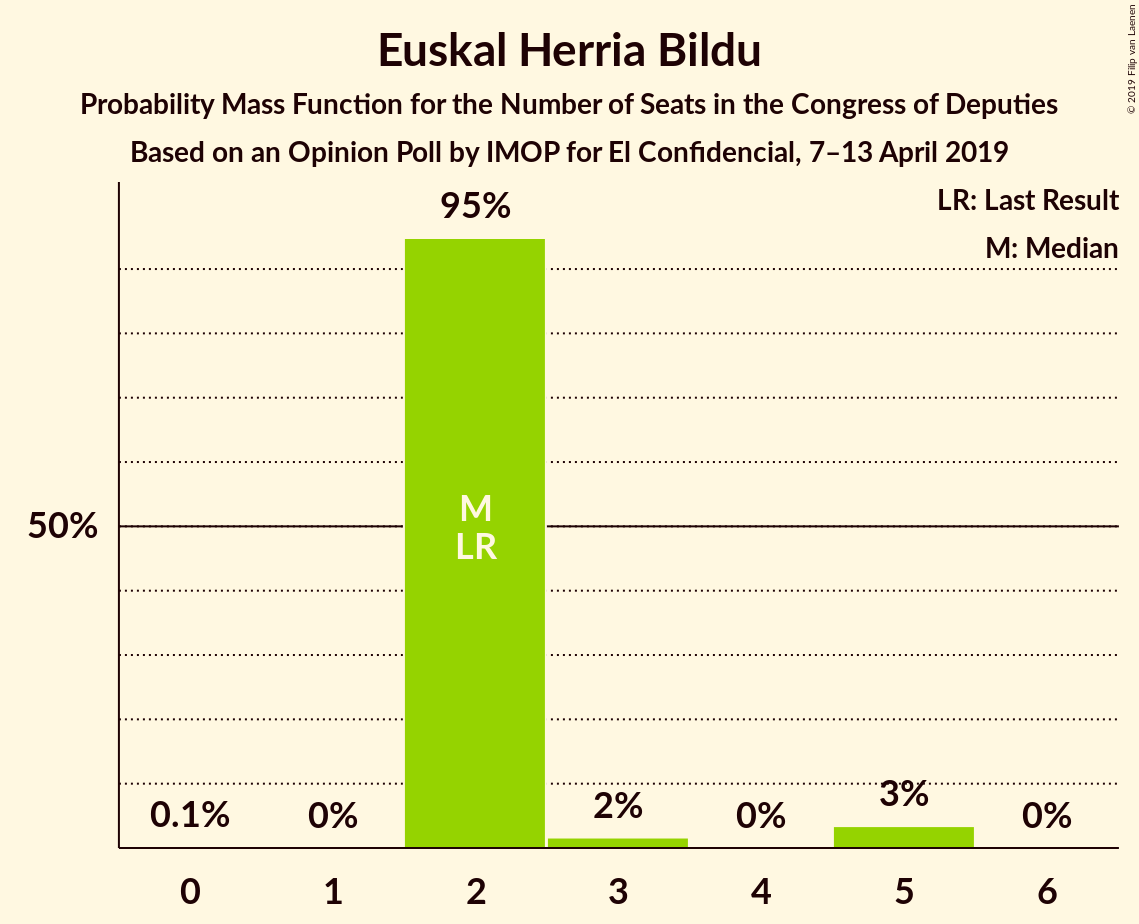 Euskal Herria Bildu
Probability Mass Function for the Number of Seats in the Congress of Deputies
Based on an Opinion Poll by IMOP for El Confidencial, 7–13 April 2019
© 2019 Filip van Laenen
LR: Last Result
M: Median
95%
50%
M
LR
0.1%
0%
2%
0%
3%
0%
0 1 2 3 4 5 6